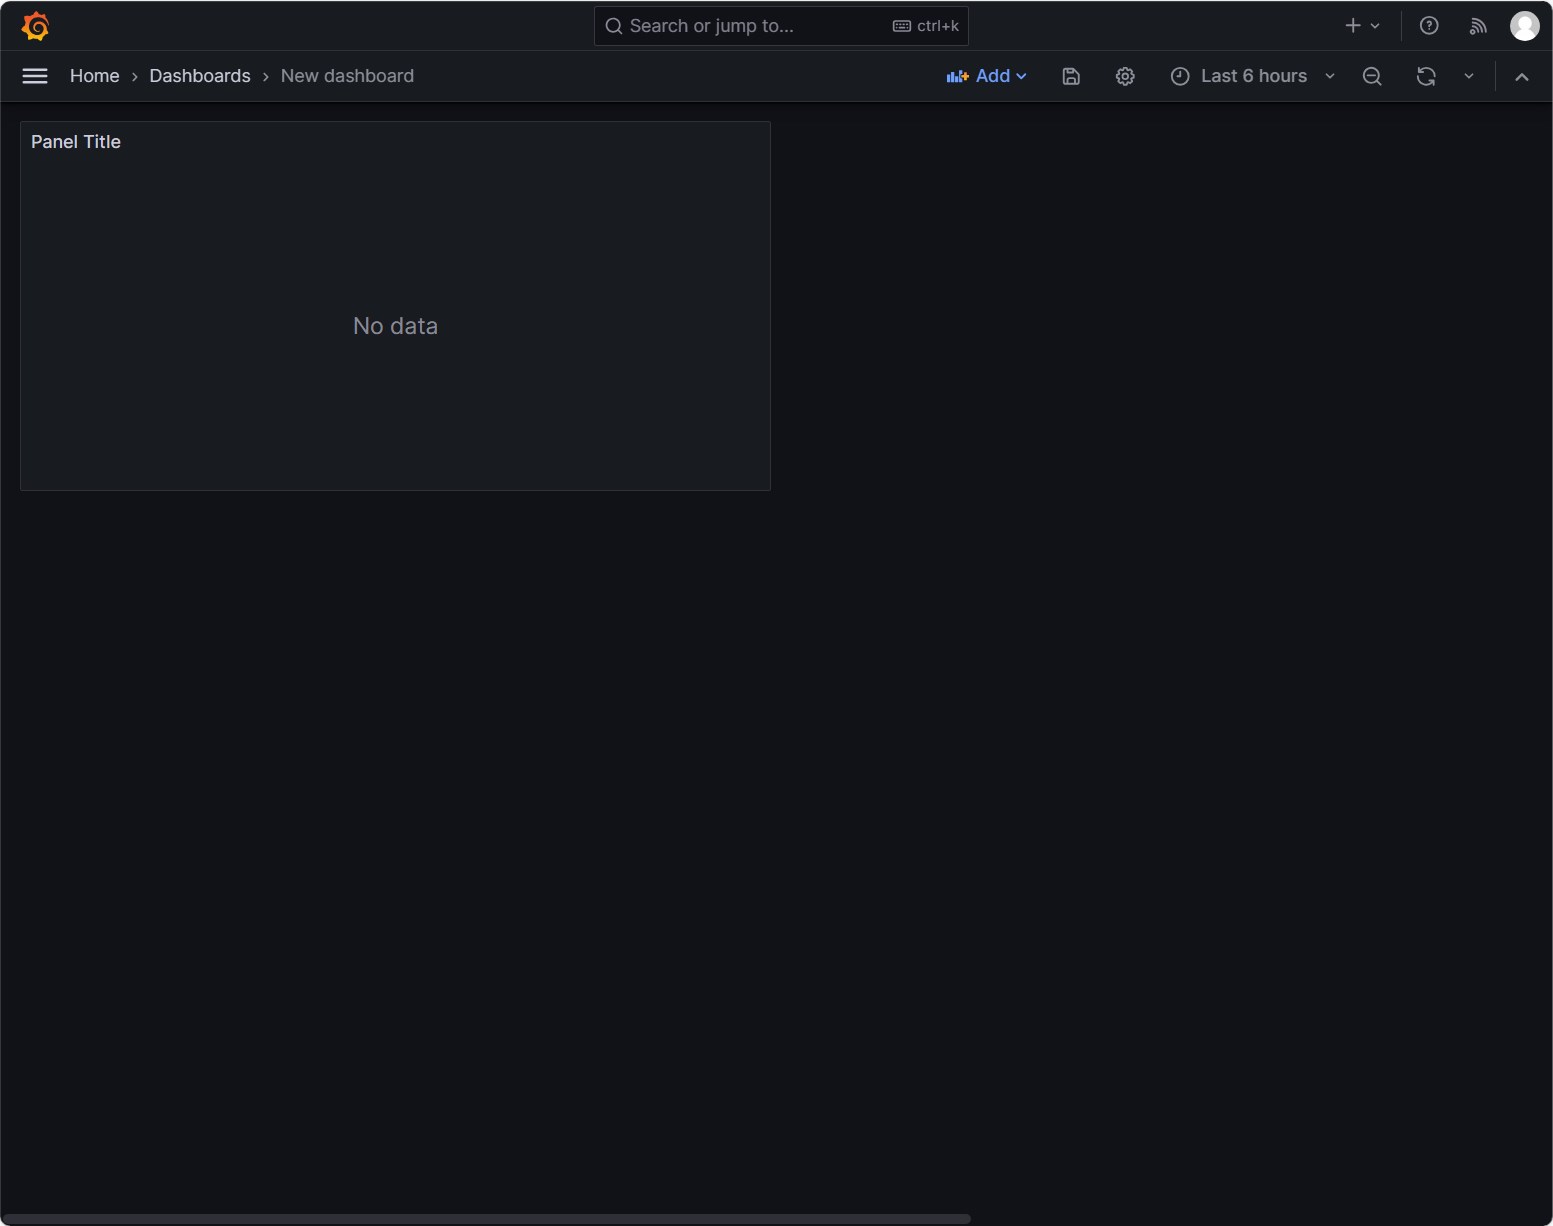 Search or jump to... ctrl+k
Home › Dashboards › New dashboard Add Last 6 hours
Panel Title
No data